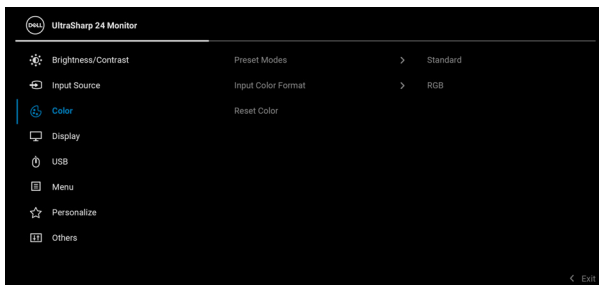 DELL UltraSharp 24 Monitor
Brightness/Contrast Preset Modes > Standard
Input Source Input Color Format > RGB
Color Reset Color
Display
USB
Menu
Personalize
Others
< Exit